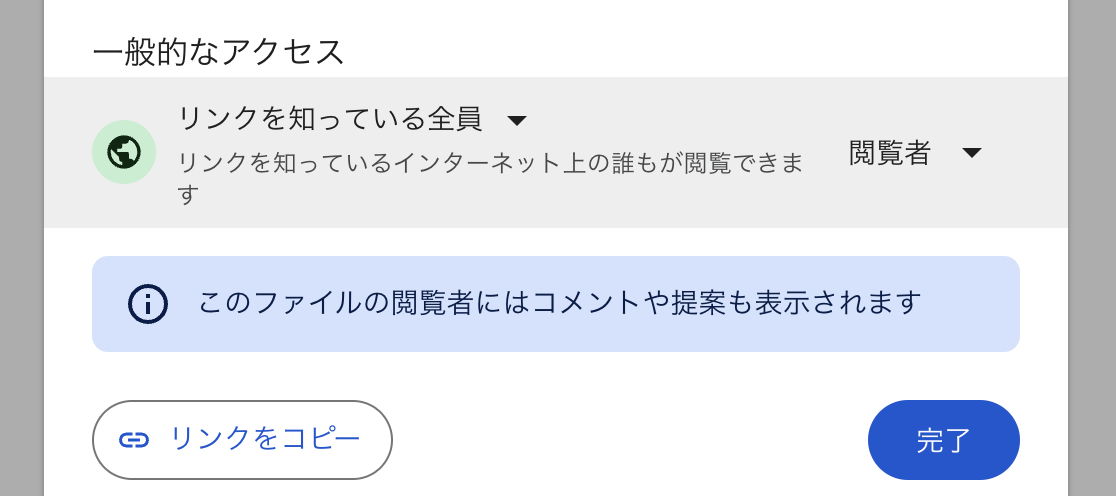 一般的なアクセス
リンクを知っている全員
リンクを知っているインターネット上の誰もが閲覧できま
す
閲覧者
このファイルの閲覧者にはコメントや提案も表示されます
リンクをコピー
完了